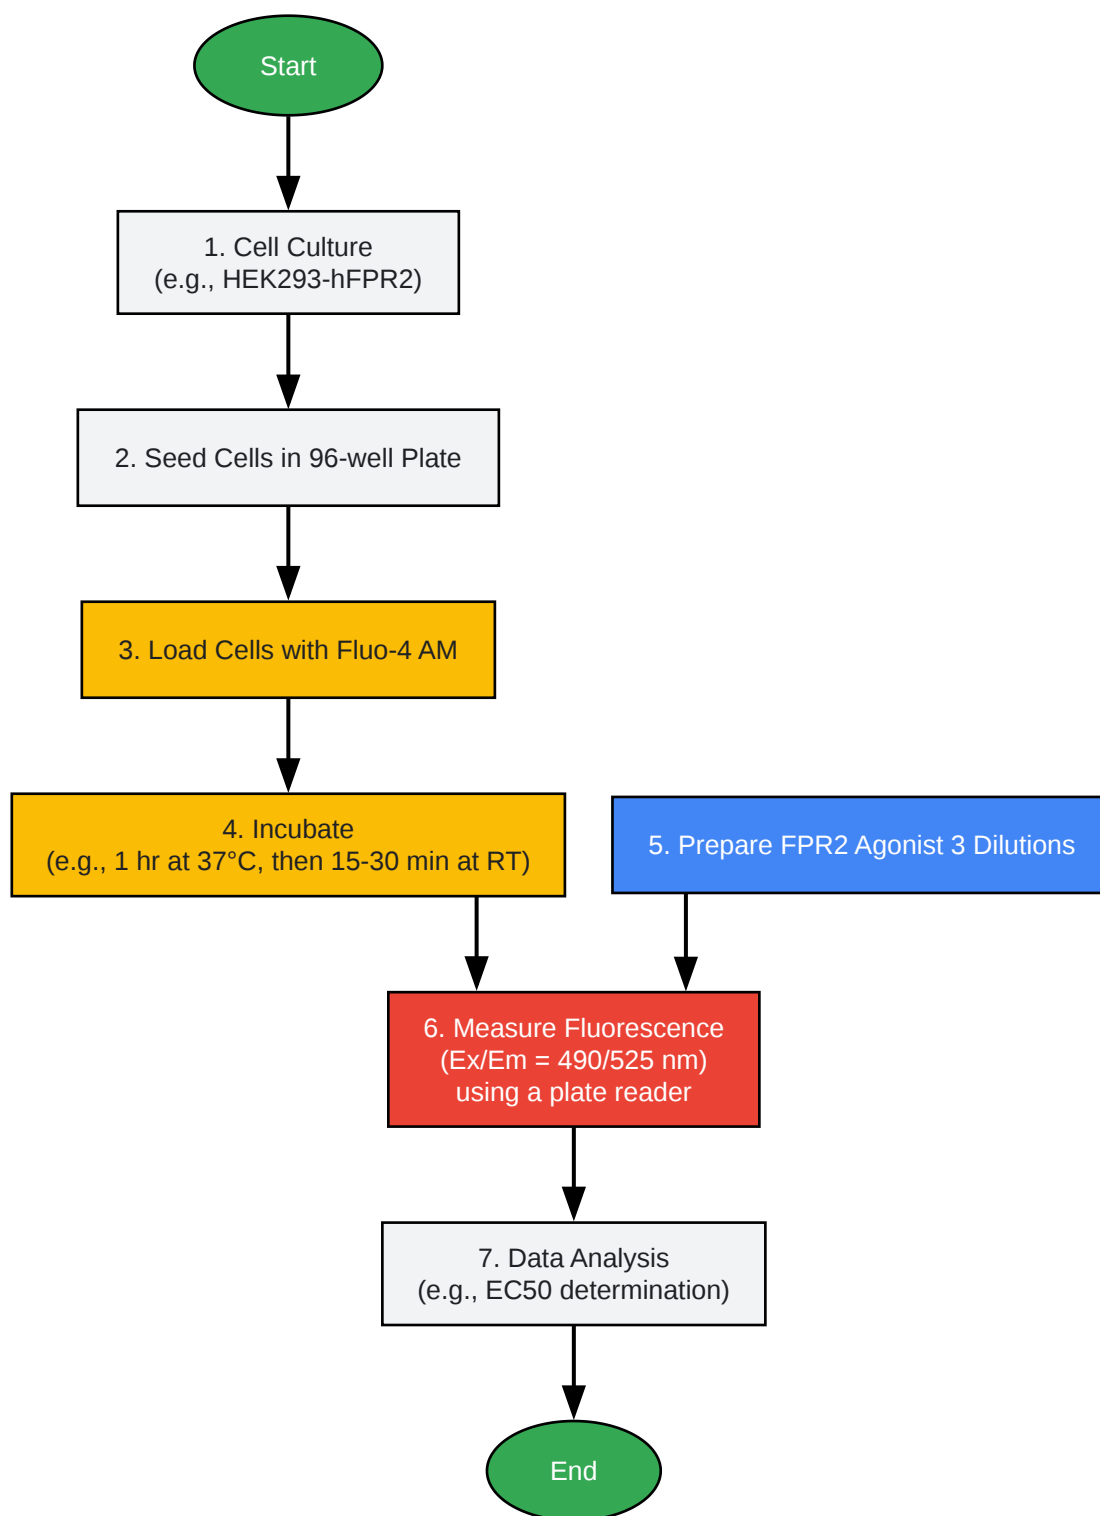 Start
1. Cell Culture
(e.g., HEK293-hFPR2)
2. Seed Cells in 96-well Plate
3. Load Cells with Fluo-4 AM
4. Incubate
(e.g., 1 hr at 37°C, then 15-30 min at RT)
5. Prepare FPR2 Agonist 3 Dilutions
6. Measure Fluorescence
(Ex/Em = 490/525 nm)
using a plate reader
7. Data Analysis
(e.g., EC50 determination)
End